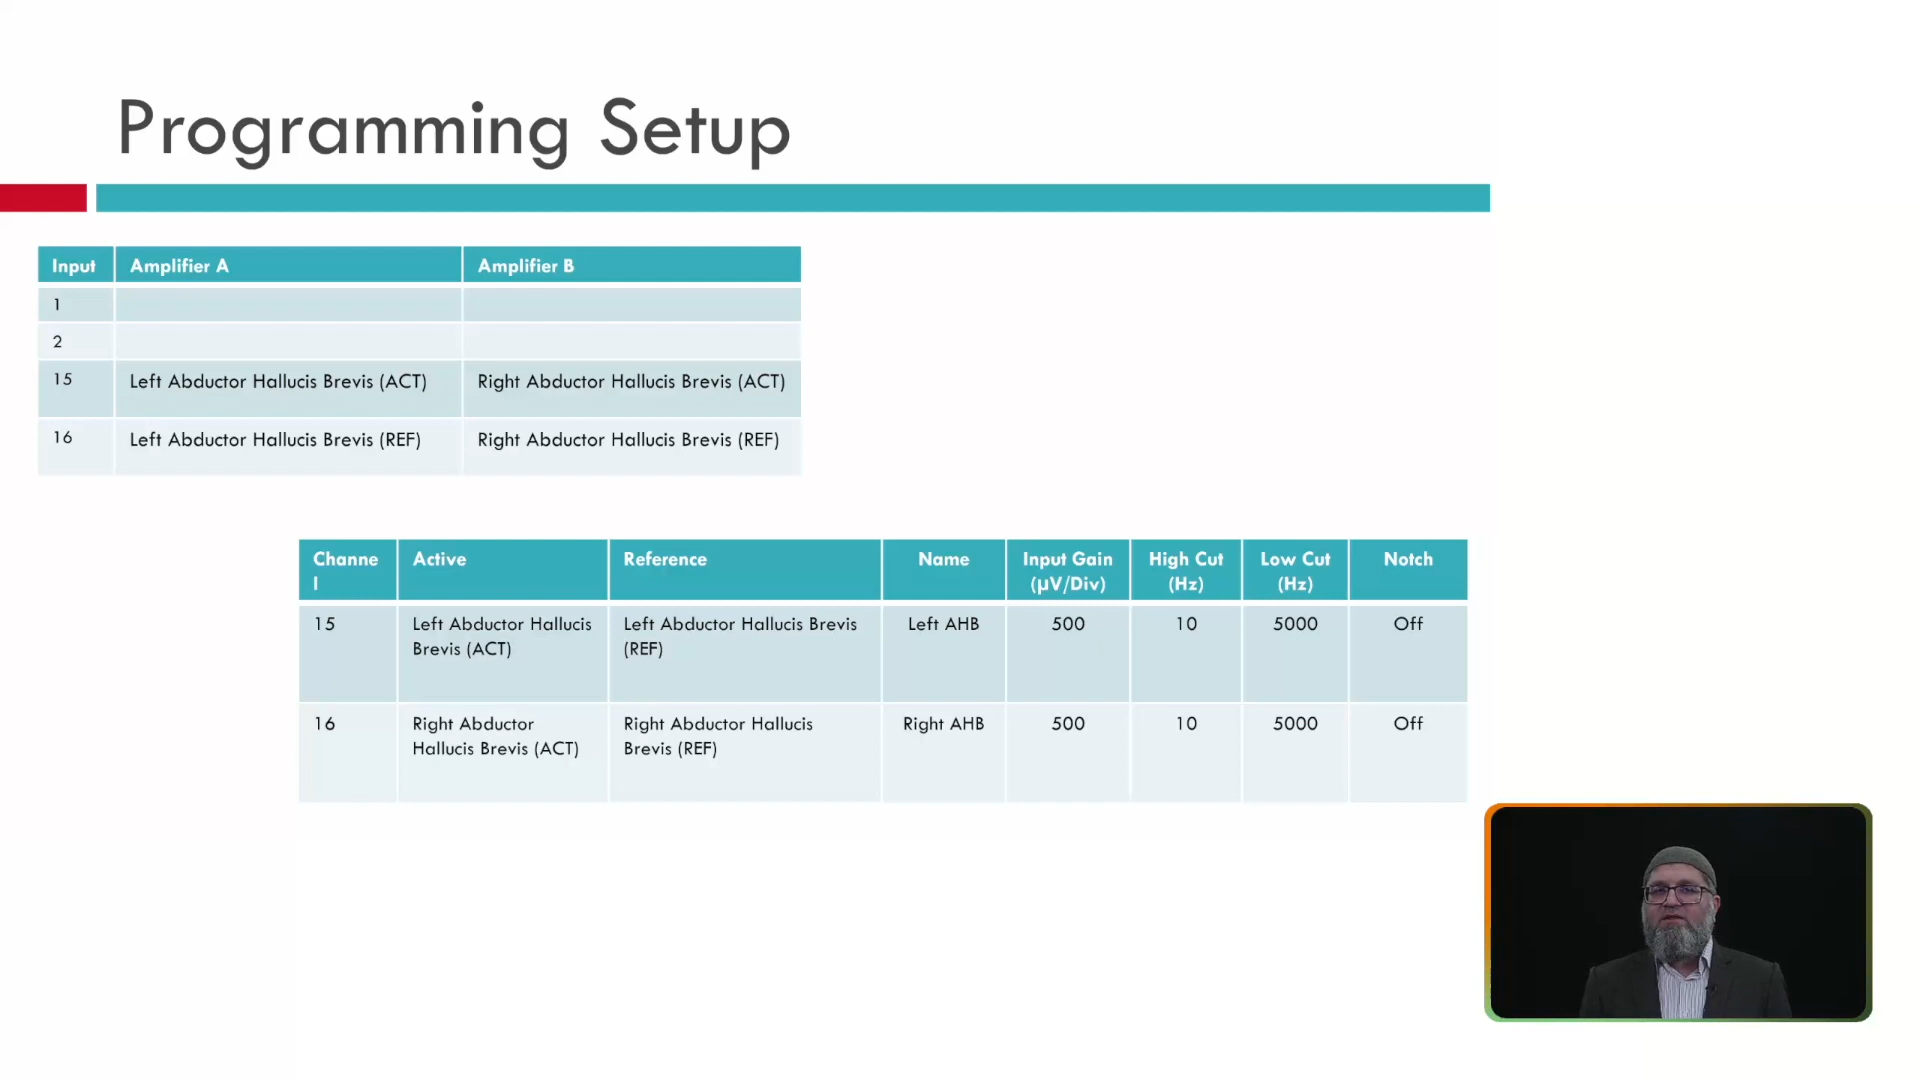 Programming Setup
Input Amplifier A Amplifier B
1
2
15 Left Abductor Hallucis Brevis (ACT) Right Abductor Hallucis Brevis (ACT)
16 Left Abductor Hallucis Brevis (REF) Right Abductor Hallucis Brevis (REF)
Channe Active Reference Name Input Gain High Cut Low Cut Notch
l (µV/Div) (Hz) (Hz)
15 Left Abductor Hallucis Left Abductor Hallucis Brevis Left AHB 500 10 5000 Off
Brevis (ACT) (REF)
16 Right Abductor Right Abductor Hallucis Right AHB 500 10 5000 Off
Hallucis Brevis (ACT) Brevis (REF)